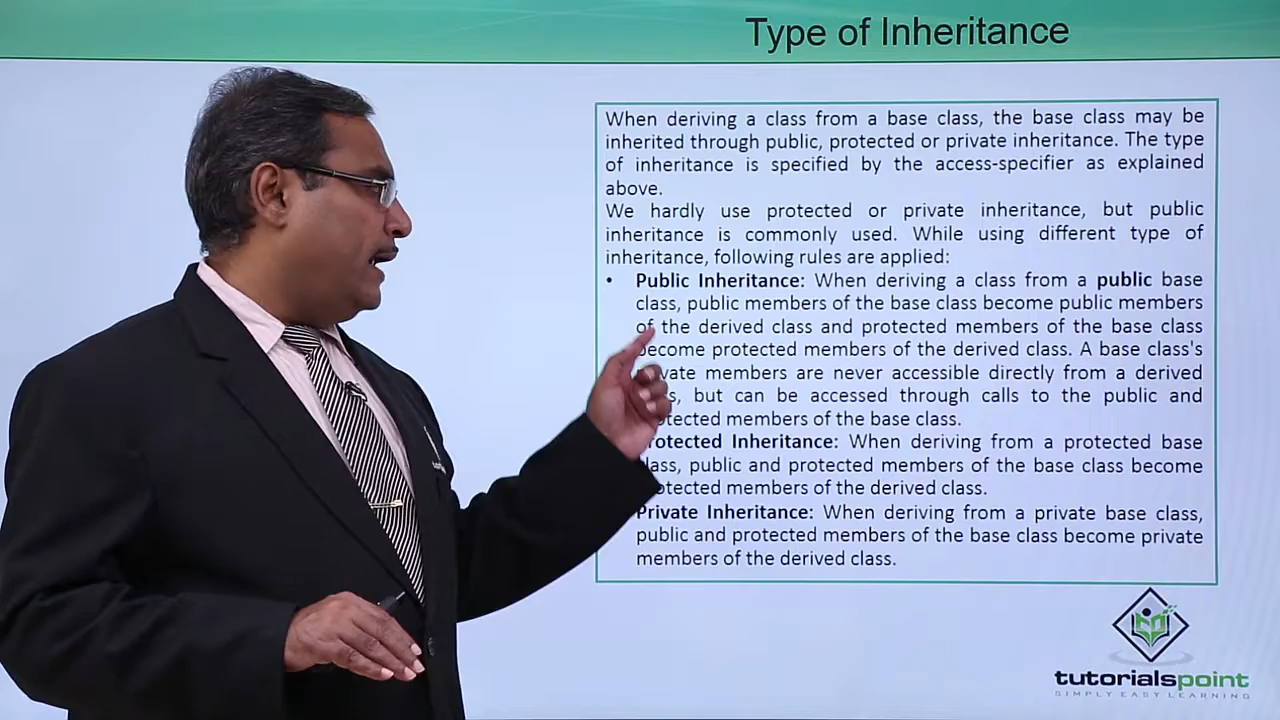 Type of Inheritance
When deriving a class from a base class, the base class may be
inherited through public, protected or private inheritance. The type
of inheritance is specified by the access-specifier as explained
above.
We hardly use protected or private inheritance, but public
inheritance is commonly used. While using different type of
inheritance, following rules are applied:
• Public Inheritance: When deriving a class from a public base
class, public members of the base class become public members
of the derived class and protected members of the base class
become protected members of the derived class. A base class's
members are never accessible directly from a derived
but can be accessed through calls to the public and
members of the base class.
Protected Inheritance: When deriving from a protected base
class, public and protected members of the base class become
protected members of the derived class.
Private Inheritance: When deriving from a private base class,
public and protected members of the base class become private
members of the derived class.
tutorialspoint
SIMPLY EASY LEARNING